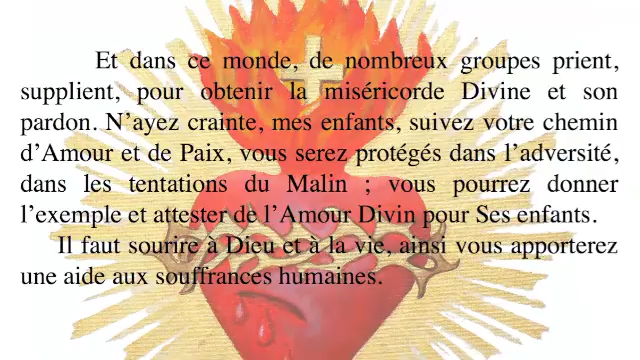 Et dans ce monde, de nombreux groupes prient,
supplient, pour obtenir la miséricorde Divine et son
pardon. N’ayez crainte, mes enfants, suivez votre chemin
d’Amour et de Paix, vous serez protégés dans l’adversité,
dans les tentations du Malin ; vous pourrez donner
l’exemple et attester de l’Amour Divin pour Ses enfants.
Il faut sourire à Dieu et à la vie, ainsi vous apporterez
une aide aux souffrances humaines.